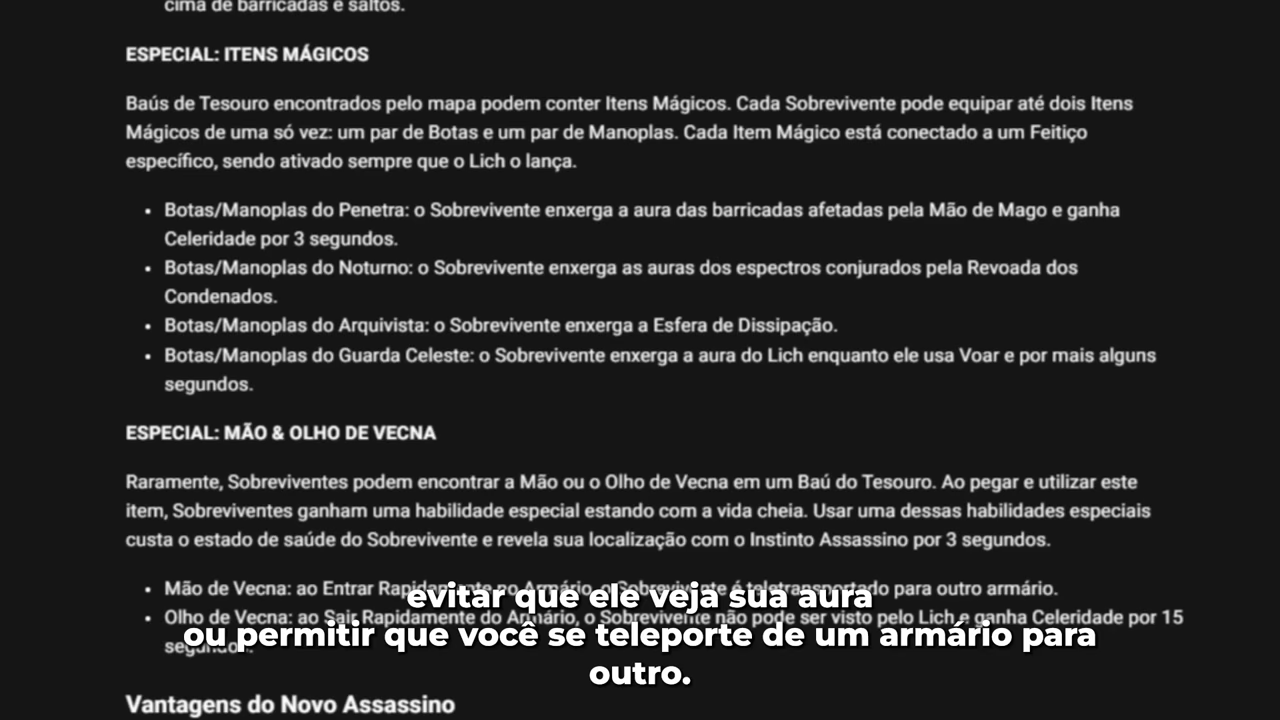 cima de barricadas e saltos.
ESPECIAL: ITENS MÁGICOS
Baús de Tesouro encontrados pelo mapa podem conter Itens Mágicos. Cada Sobrevivente pode equipar até dois Itens
Mágicos de uma só vez: um par de Botas e um par de Manoplas. Cada Item Mágico está conectado a um Feitiço
específico, sendo ativado sempre que o Lich o lança.
• Botas/Manoplas do Penetra: o Sobrevivente enxerga a aura das barricadas afetadas pela Mão de Mago e ganha
Celeridade por 3 segundos.
• Botas/Manoplas do Noturno: o Sobrevivente enxerga as auras dos espectros conjurados pela Revoada dos
Condenados.
• Botas/Manoplas do Arquivista: o Sobrevivente enxerga a Esfera de Dissipação.
• Botas/Manoplas do Guarda Celeste: o Sobrevivente enxerga a aura do Lich enquanto ele usa Voar e por mais alguns
segundos.
ESPECIAL: MÃO & OLHO DE VECNA
Raramente, Sobreviventes podem encontrar a Mão ou o Olho de Vecna em um Baú do Tesouro. Ao pegar e utilizar este
item, Sobreviventes ganham uma habilidade especial estando com a vida cheia. Usar uma dessas habilidades especiais
custa o estado de saúde do Sobrevivente e revela sua localização com o Instinto Assassino por 3 segundos.
• Mão de Vecna: ao Entrar Rapidamente no Armário, o Sobrevivente é teletransportado para outro armário.
• Olho de Vecna: ao Sair Rapidamente do Armário, o Sobrevivente não pode ser visto pelo Lich e ganha Celeridade por 15
segundos.
evitar que ele veja sua aura
ou permitir que você se teleporte de um armário para
outro.
Vantagens do Novo Assassino